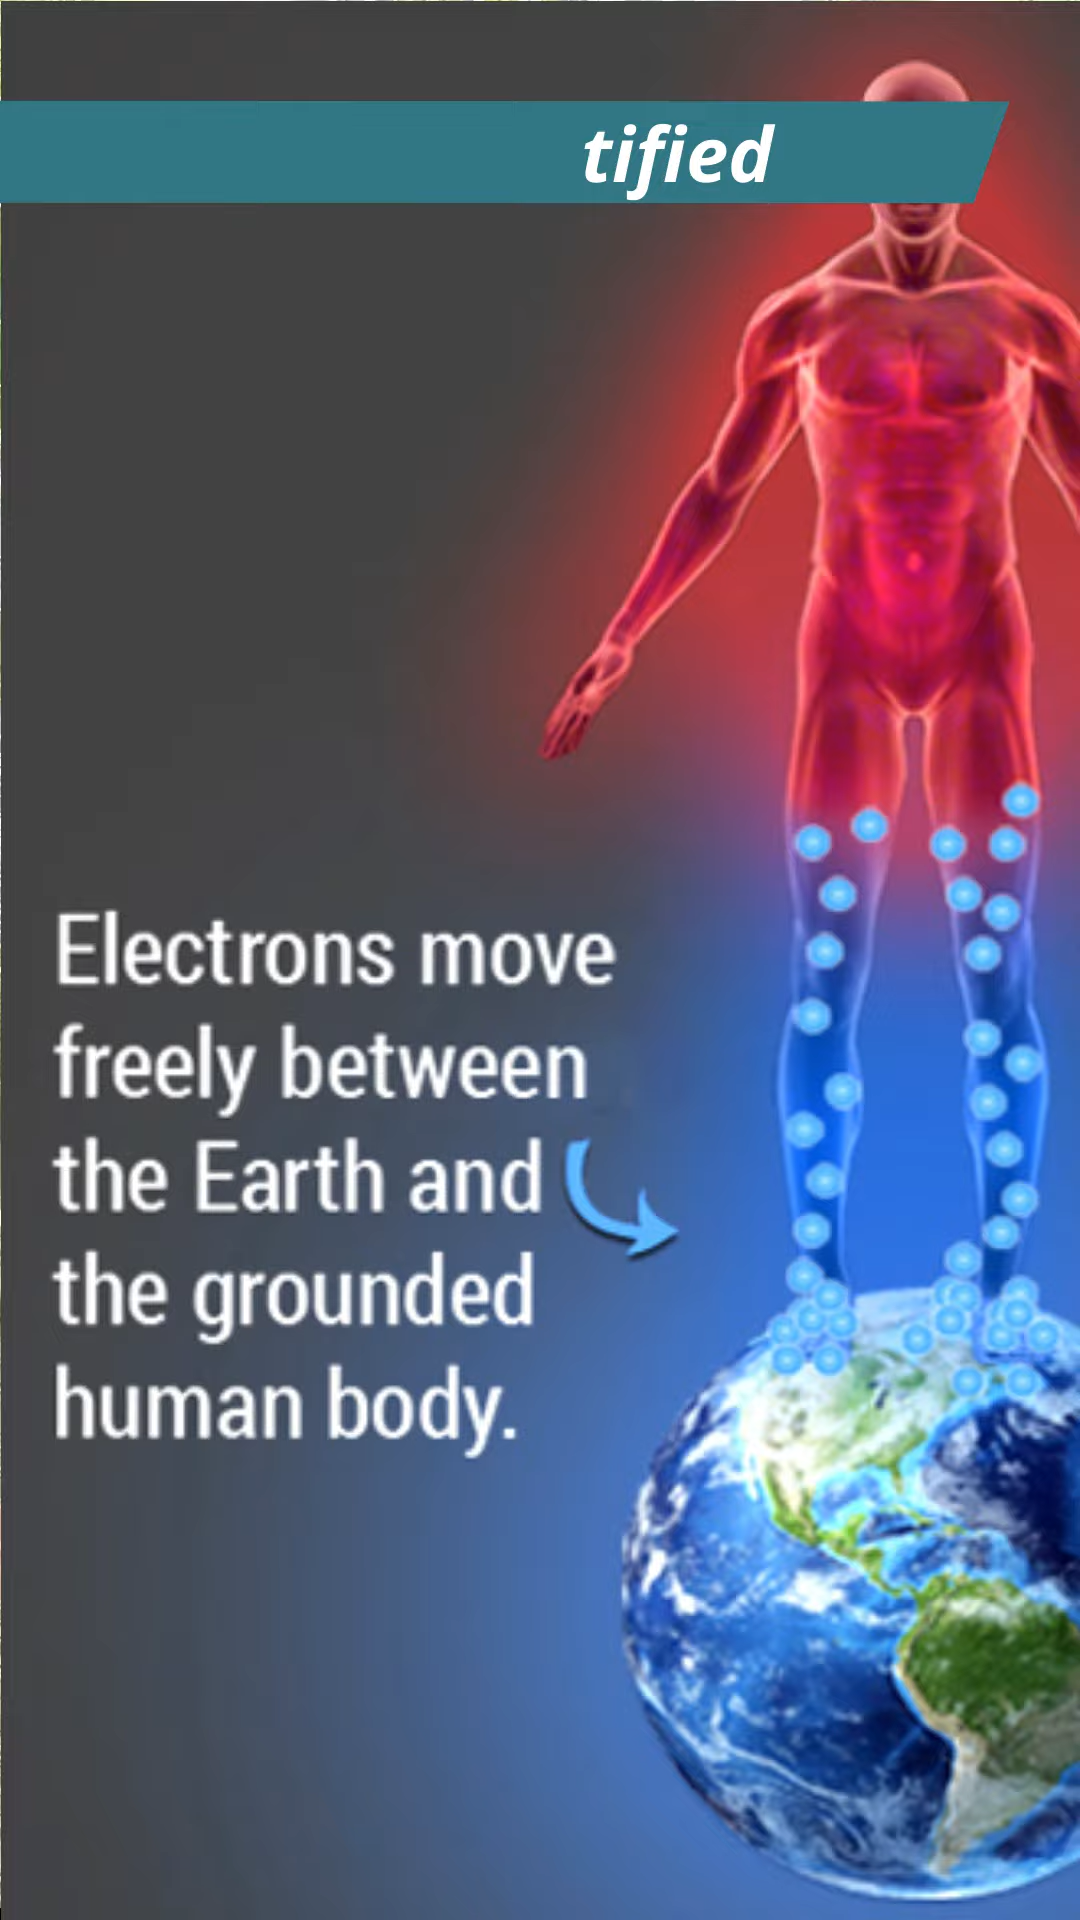 tified
Electrons move
freely between
the Earth and
the grounded
human body.